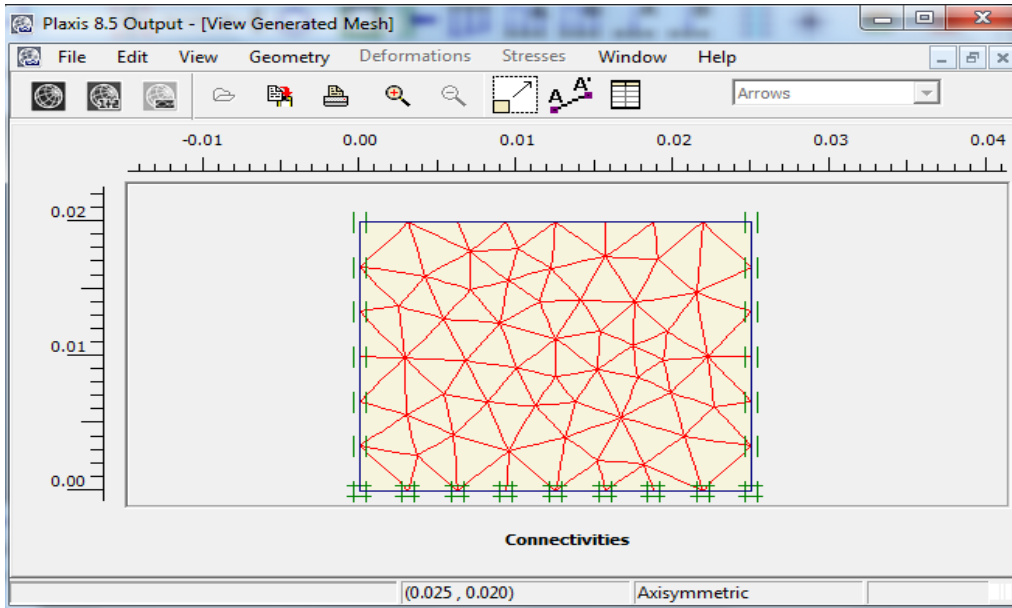 Plaxis 8.5 Output - [View Generated Mesh]
File Edit View Geometry Deformations Stresses Window Help
Arrows
-0.01 0.00 0.01 0.02 0.03 0.04
0.02
0.01
0.00
Connectivities
(0.025 , 0.020) Axisymmetric